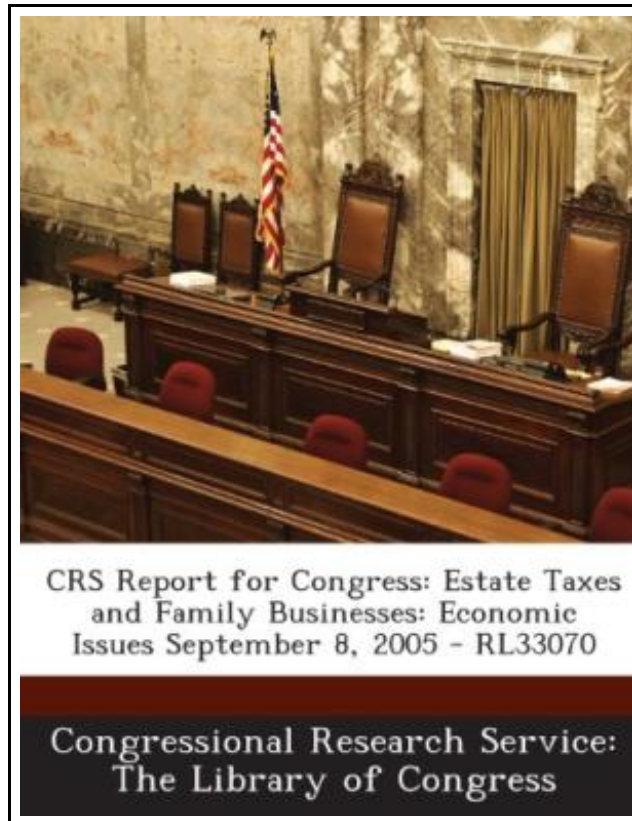 CRS Report for Congress: Estate Taxes
and Family Businesses: Economic
Issues September 8, 2005 - RL33070
Congressional Research Service:
The Library of Congress